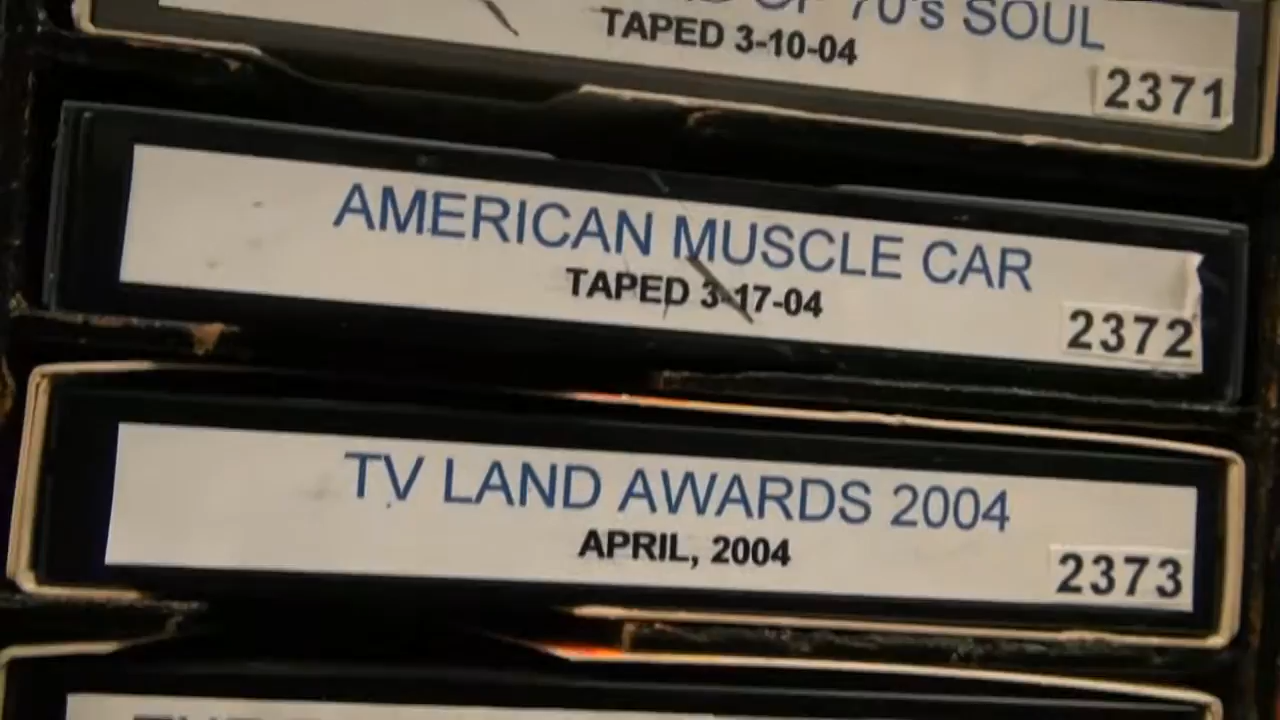 70's SOUL
TAPED 3-10-04
2371
AMERICAN MUSCLE CAR
TAPED 3-17-04
2372
TV LAND AWARDS 2004
APRIL, 2004
2373